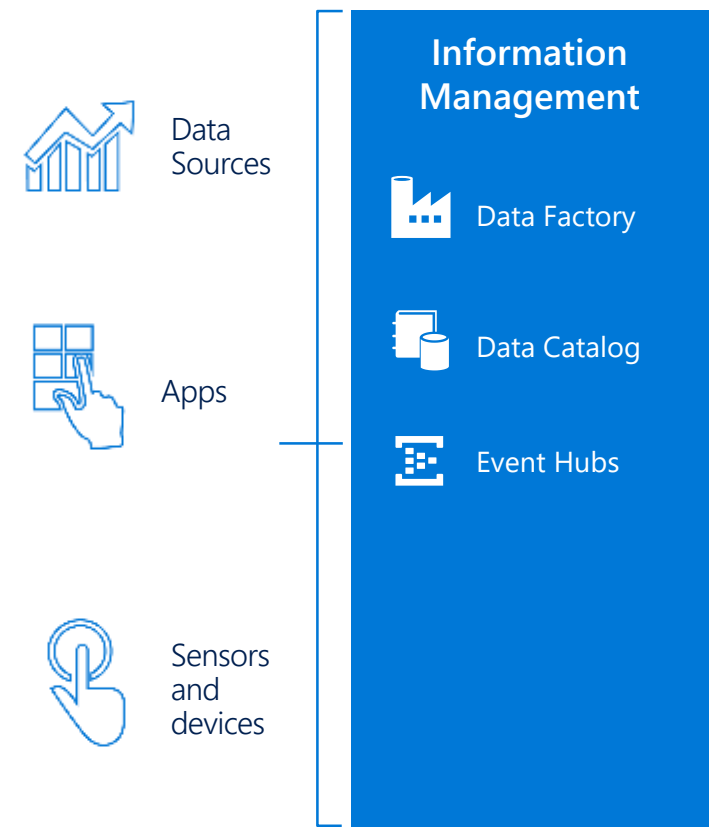 Data
Sources
Apps
Sensors
and
devices
Information
Management
Data Factory
Data Catalog
Event Hubs